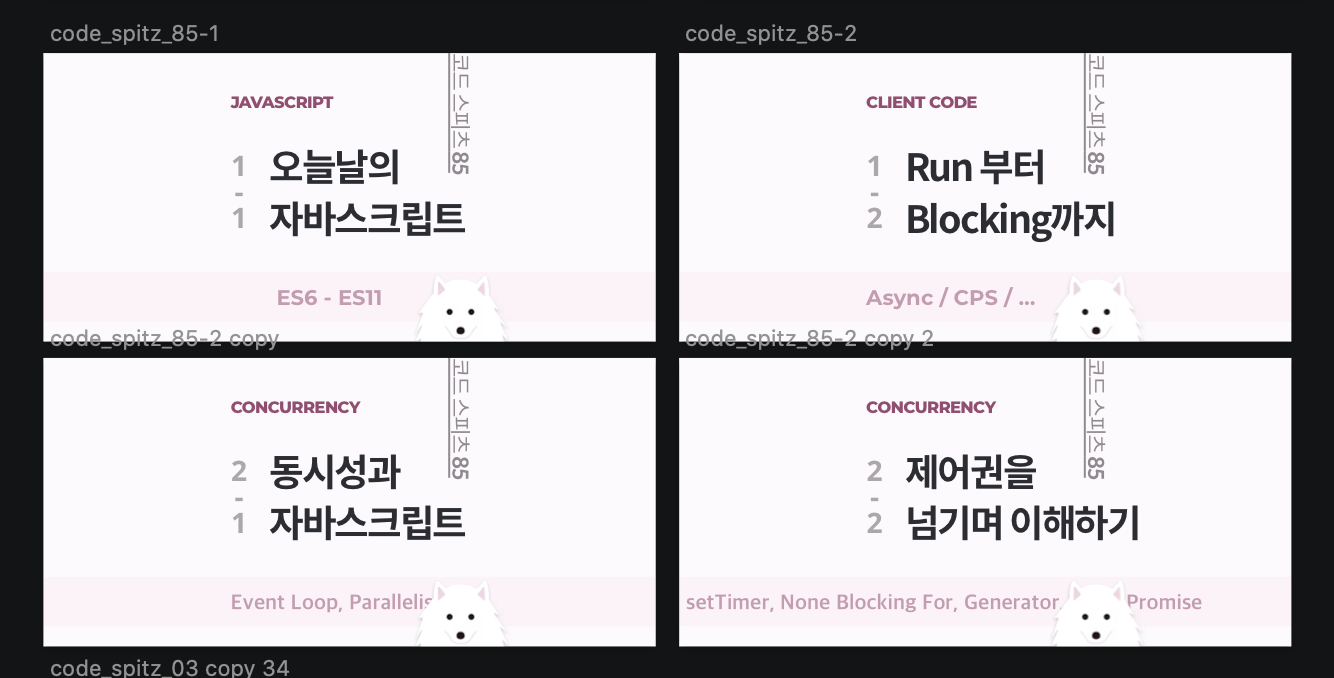 code_spitz_85-1
JAVASCRIPT
코드 스피츠 85
1
-
1
오늘날의
자바스크립트
ES6 - ES11
code_spitz_85-2
CLIENT CODE
코드 스피츠 85
1
-
2
Run 부터
Blocking까지
Async / CPS / ...
code_spitz_85-2 copy
CONCURRENCY
코드 스피츠 85
2
-
1
동시성과
자바스크립트
Event Loop, Parallelis
code_spitz_85-2 copy 2
CONCURRENCY
코드 스피츠 85
2
-
2
제어권을
넘기며 이해하기
setTimer, None Blocking For, Generator, Promise
code_spitz_03 copy 34